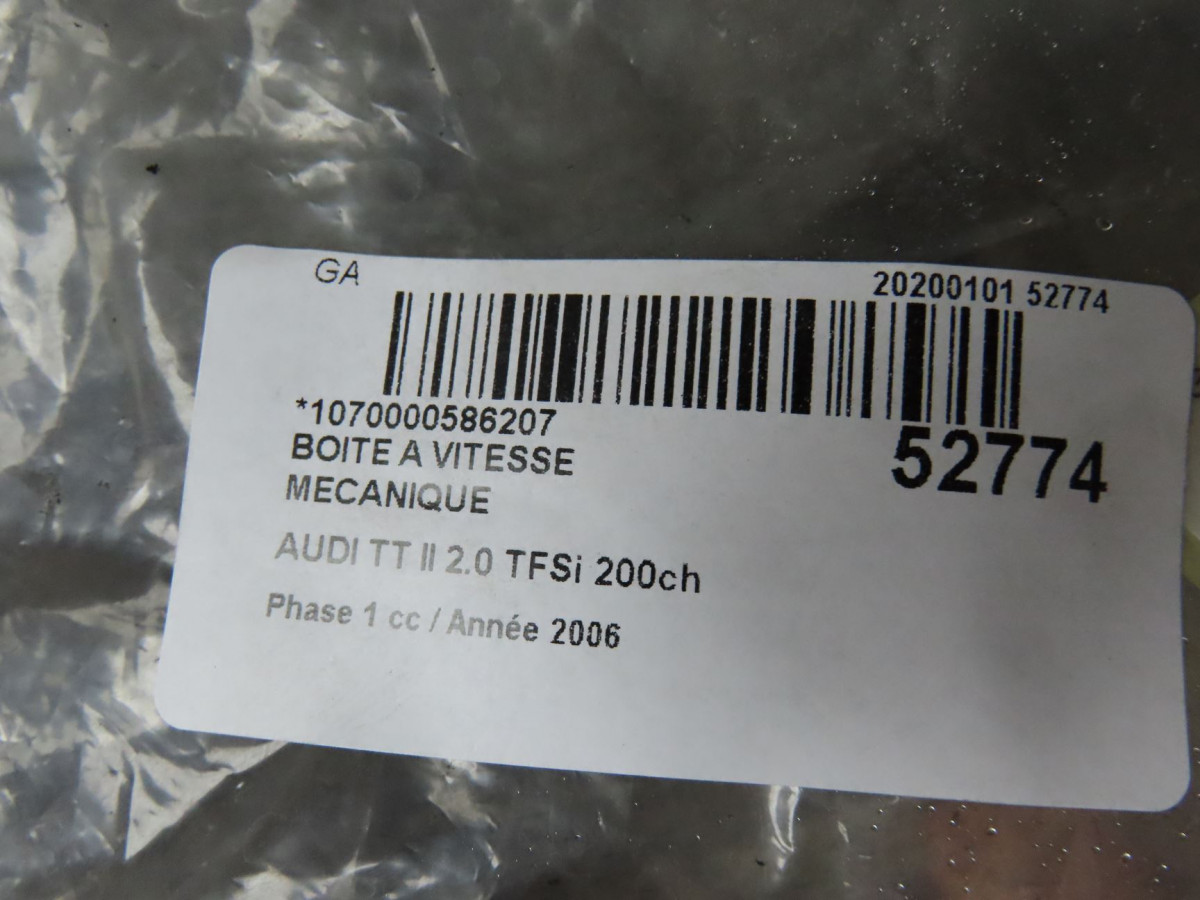 GA
20200101 52774
*1070000586207
52774
BOITE A VITESSE
MECANIQUE
AUDI TT II 2.0 TFSi 200ch
Phase 1 cc / Année 2006